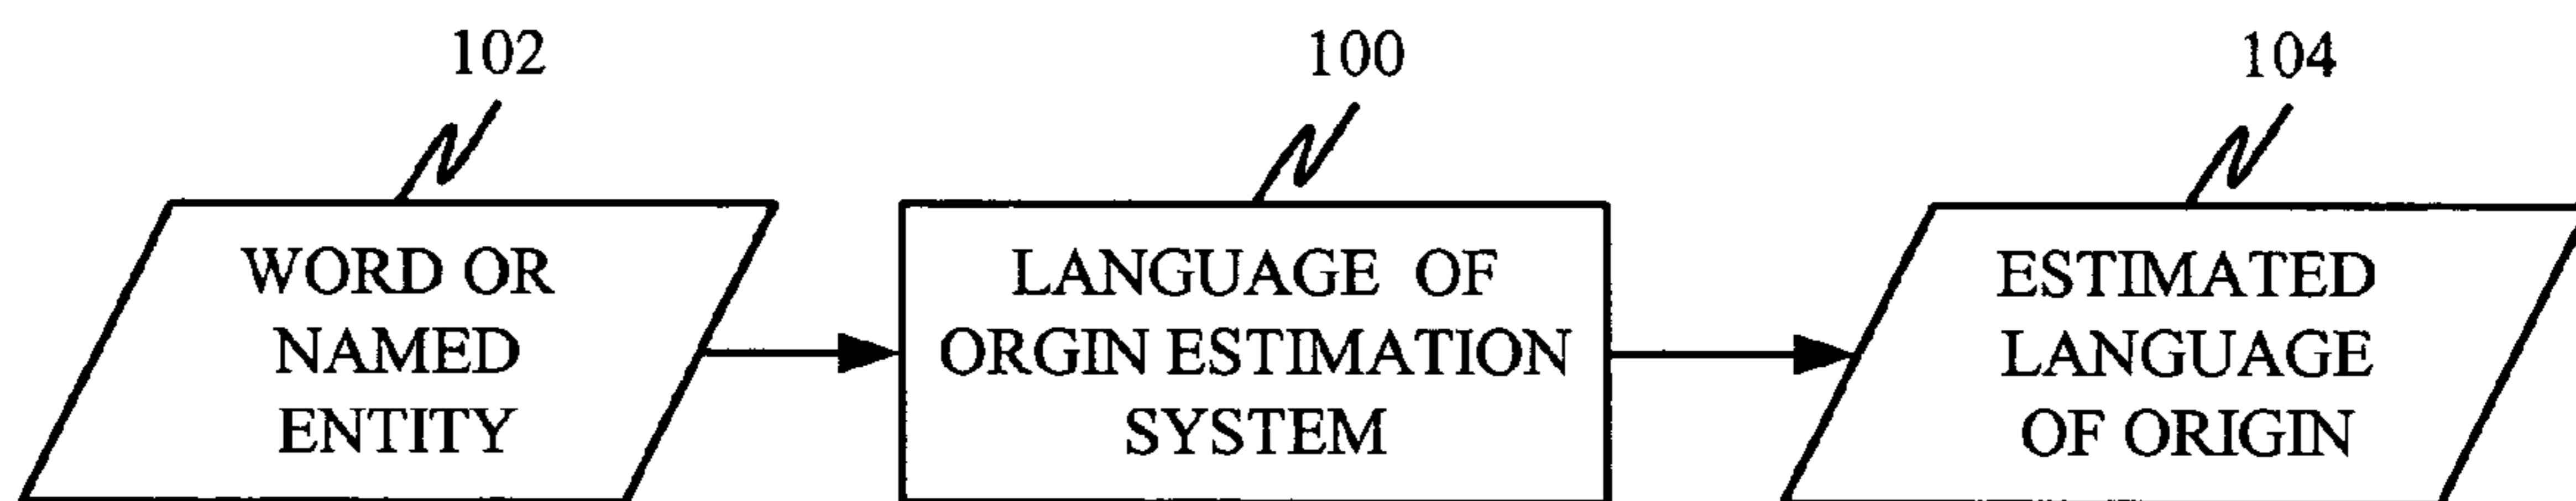 102
100
104
WORD OR
NAMED
ENTITY
LANGUAGE OF
ORGIN ESTIMATION
SYSTEM
ESTIMATED
LANGUAGE
OF ORIGIN